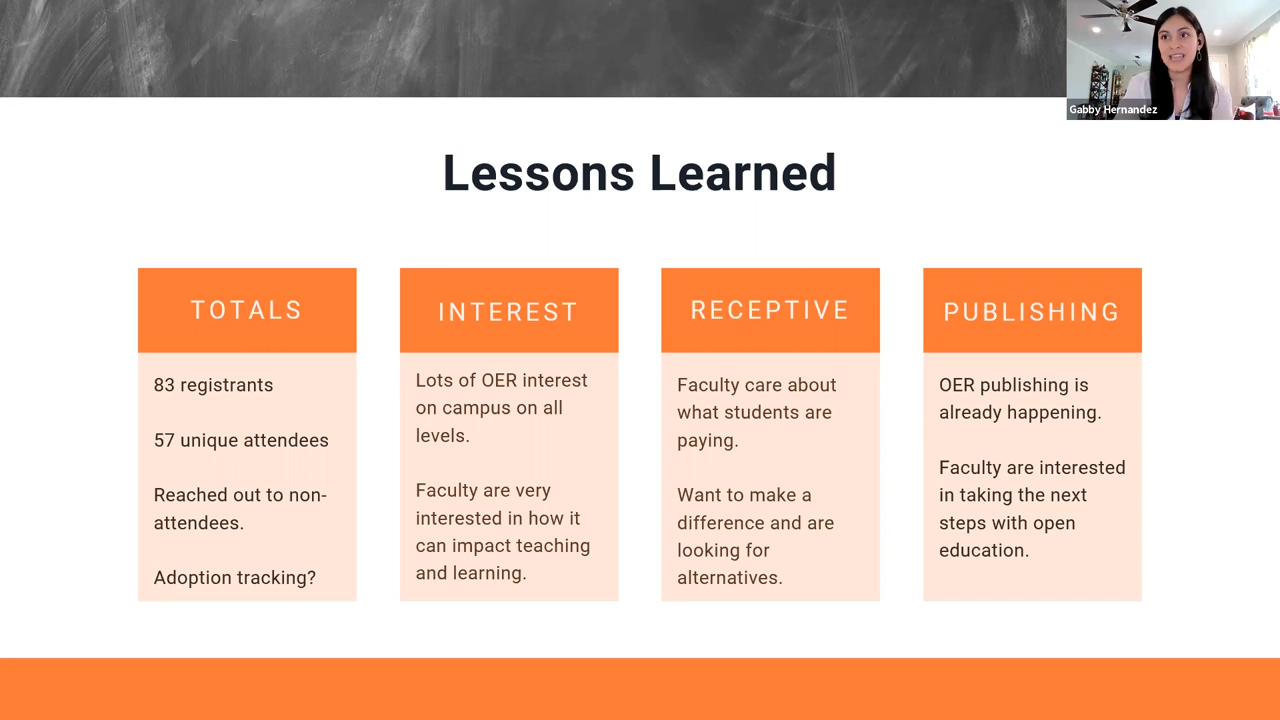 Gabby Hernandez
Lessons Learned
TOTALS
83 registrants
57 unique attendees
Reached out to non-
attendees.
Adoption tracking?
INTEREST
Lots of OER interest
on campus on all
levels.
Faculty are very
interested in how it
can impact teaching
and learning.
RECEPTIVE
Faculty care about
what students are
paying.
Want to make a
difference and are
looking for
alternatives.
PUBLISHING
OER publishing is
already happening.
Faculty are interested
in taking the next
steps with open
education.